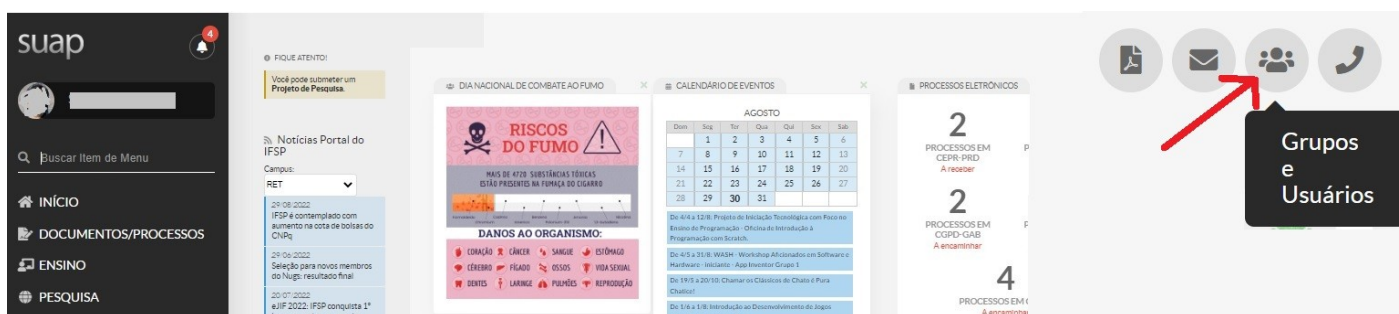 suap
4
Buscar Item de Menu
INÍCIO
DOCUMENTOS/PROCESSOS
ENSINO
PESQUISA
FIQUE ATENTO!
Você pode submeter um
Projeto de Pesquisa.
Notícias Portal do
IFSP
Campus:
RET
29/08/2022
IFSP é contemplado com
aumento na cota de bolsas do
CNPq
29/06/2022
Seleção para novos membros
do Nugs: resultado final
20/07/2022
eJIF 2022: IFSP conquista 1º
DIA NACIONAL DE COMBATE AO FUMO
RISCOS
DO FUMO
MAIS DE 4720 SUBSTÂNCIAS TÓXICAS
ESTÃO PRESENTES NA FUMAÇA DO CIGARRO
DANOS AO ORGANISMO:
CORAÇÃO CÂNCER SANGUE ESTÔMAGO
CÉREBRO FÍGADO OSSOS VIDA SEXUAL
DENTES LARINGE PULMÕES REPRODUÇÃO
CALENDÁRIO DE EVENTOS
AGOSTO
Dom Seg Ter Qua Qui Sex Sáb
1 2 3 4 5 6
7 8 9 10 11 12 13
14 15 16 17 18 19 20
21 22 23 24 25 26 27
28 29 30 31
De 4/4 a 12/8: Projeto de Iniciação Tecnológica com Foco no
Ensino de Programação - Oficina de Introdução à
Programação com Scratch.
De 4/5 a 31/8: WASH - Workshop Aficionados em Software e
Hardware - Iniciante - App Inventor Grupo 1
De 19/5 a 20/10: Chamar os Clássicos de Chato é Pura
Chatice!
De 1/6 a 1/8: Introdução ao Desenvolvimento de Jogos
PROCESSOS ELETRÔNICOS
2
PROCESSOS EM
CEPR-PRD
A receber
2
PROCESSOS EM
CGPD-GAB
A encaminhar
4
PROCESSOS EM
A encaminhar
Grupos
e
Usuários